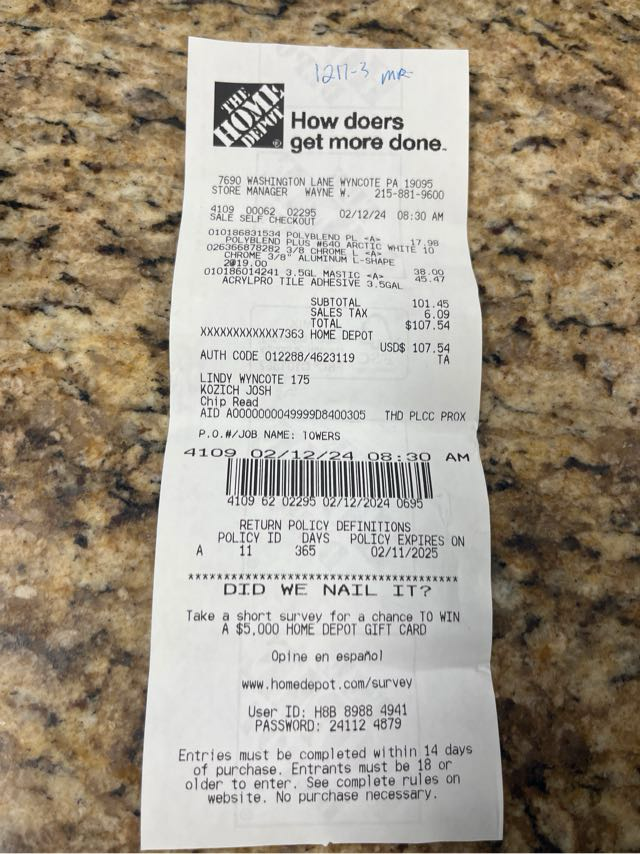 1217-3 MR
THE HOME DEPOT
How doers
get more done.
7690 WASHINGTON LANE WYNCOTE PA 19095
STORE MANAGER WAYNE W. 215-881-9600
4109 00062 02295 02/12/24 08:30 AM
SALE SELF CHECKOUT
010186831534 POLYBLEND PL <A> 17.98
POLYBLEND PLUS #640 ARCTIC WHITE 10
026366878282 3/8 CHROME L <A>
CHROME 3/8" ALUMINUM L-SHAPE
2@19.00 38.00
010186014241 3.5GL MASTIC <A> 45.47
ACRYLPRO TILE ADHESIVE 3.5GAL
SUBTOTAL 101.45
SALES TAX 6.09
TOTAL $107.54
XXXXXXXXXXXX7363 HOME DEPOT
USD$ 107.54
AUTH CODE 012288/4623119 TA
LINDY WYNCOTE 175
KOZICH JOSH
Chip Read
AID A0000000049999D8400305 THD PLCC PROX
P.O.#/JOB NAME: TOWERS
4109 02/12/24 08:30 AM
4109 62 02295 02/12/2024 0695
RETURN POLICY DEFINITIONS
POLICY ID DAYS POLICY EXPIRES ON
A 11 365 02/11/2025
****************************************
DID WE NAIL IT?
Take a short survey for a chance TO WIN
A $5,000 HOME DEPOT GIFT CARD
Opine en español
www.homedepot.com/survey
User ID: H8B 8988 4941
PASSWORD: 24112 4879
Entries must be completed within 14 days
of purchase. Entrants must be 18 or
older to enter. See complete rules on
website. No purchase necessary.